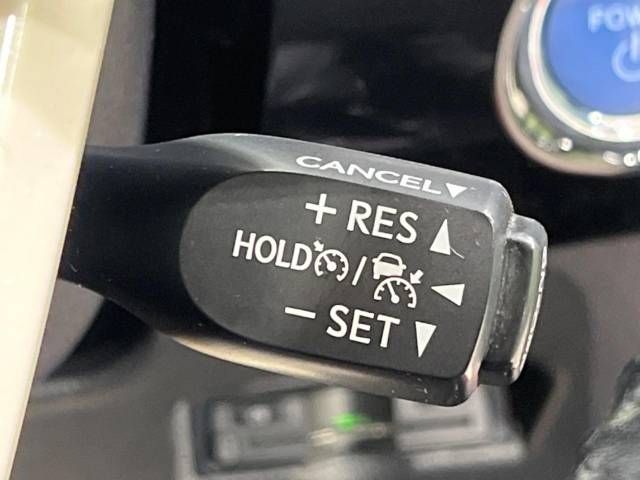 POW
CANCEL▼
+ RES ▲
HOLD / ◀
− SET ▼